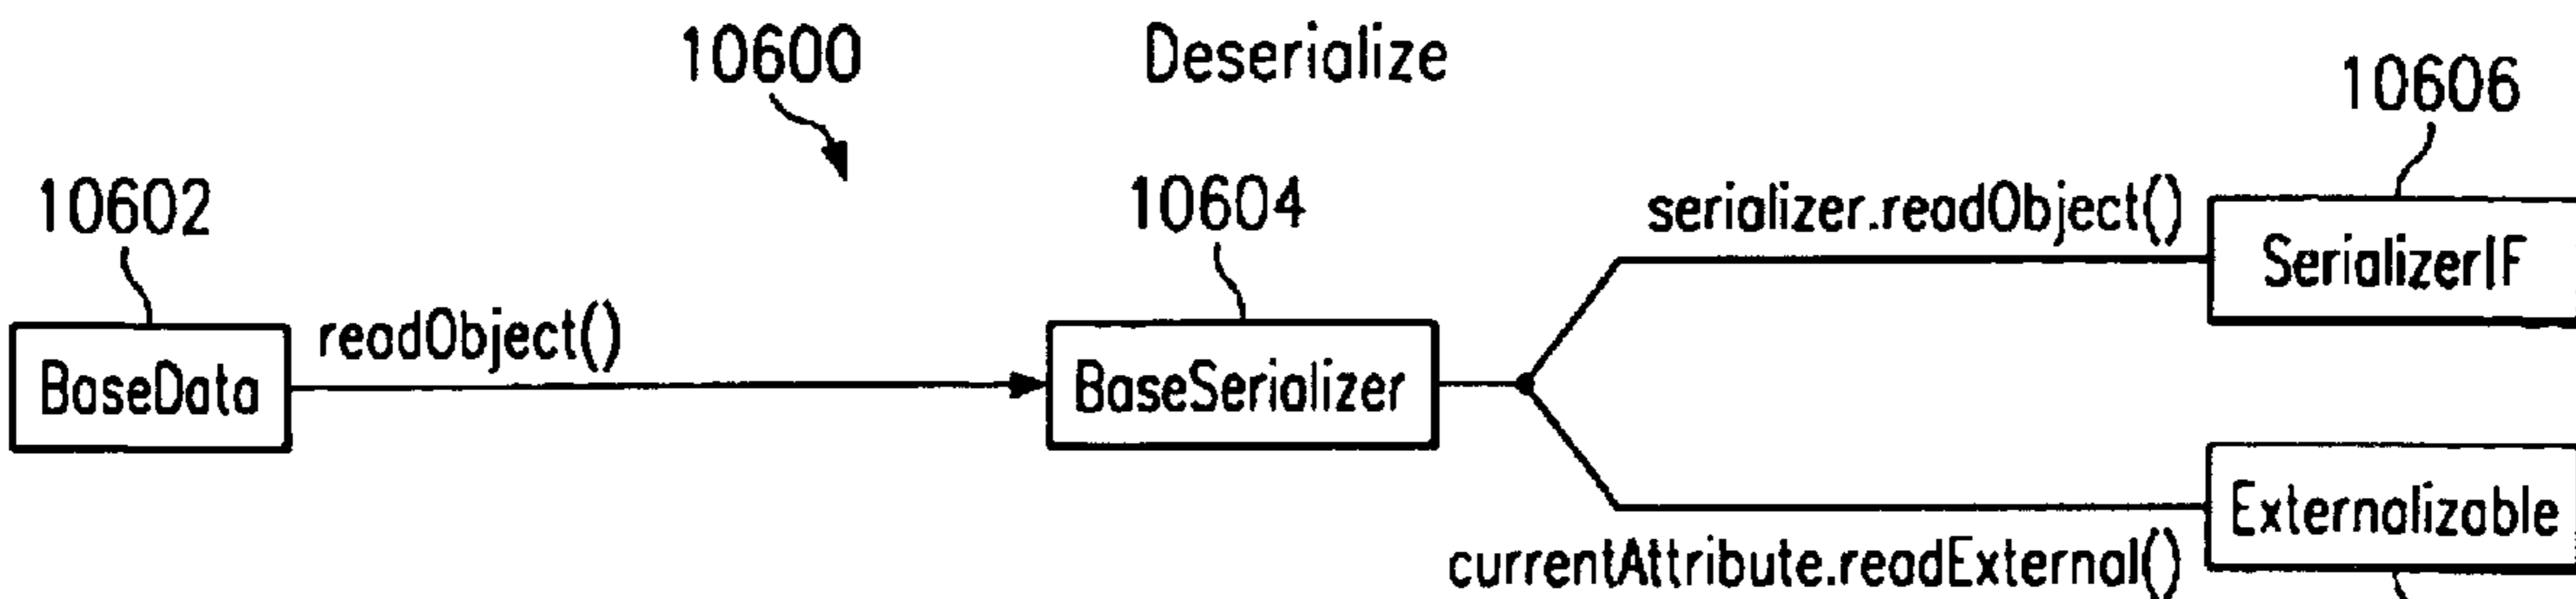 10600
Deserialize
10606
10602
10604
serializer.readObject()
SerializerIF
readObject()
BaseData
BaseSerializer
Externalizable
currentAttribute.readExternal()